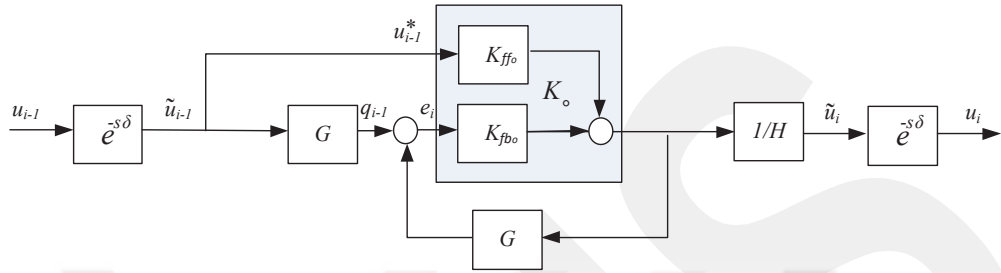 u*i-1
Kffo
ui-1
e-sδ
ũi-1
G
qi-1
ei
Kfbo
Ko
1/H
ũi
e-sδ
ui
G